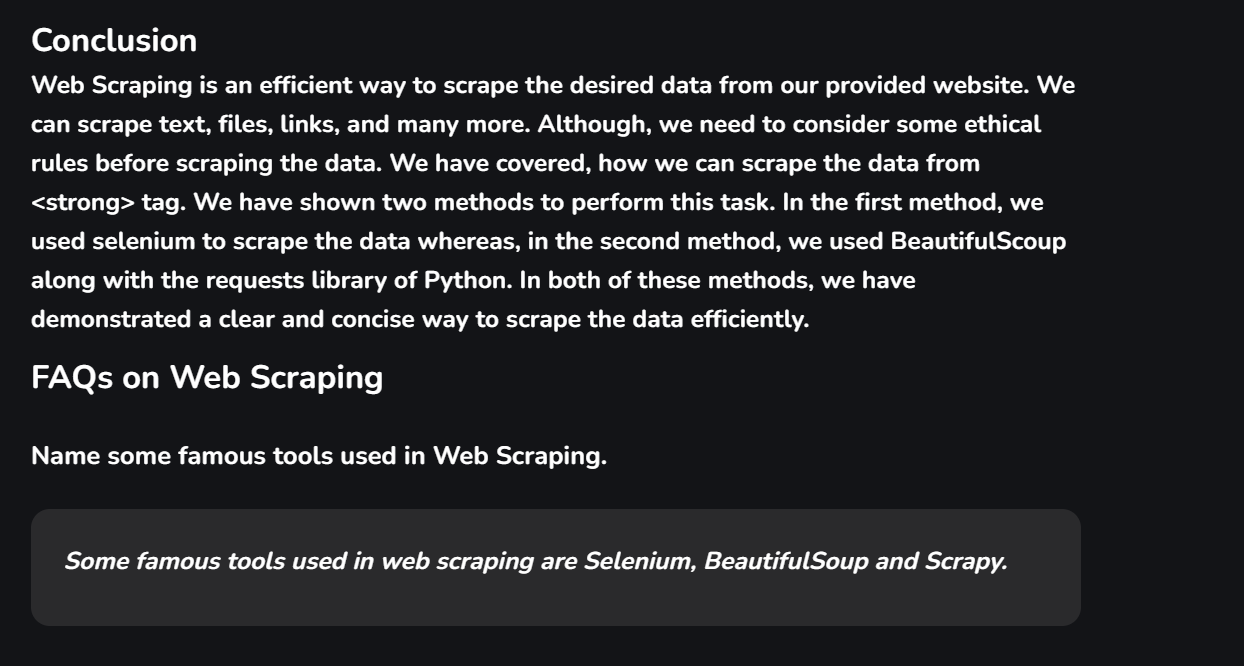 Conclusion
Web Scraping is an efficient way to scrape the desired data from our provided website. We
can scrape text, files, links, and many more. Although, we need to consider some ethical
rules before scraping the data. We have covered, how we can scrape the data from
<strong> tag. We have shown two methods to perform this task. In the first method, we
used selenium to scrape the data whereas, in the second method, we used BeautifulScoup
along with the requests library of Python. In both of these methods, we have
demonstrated a clear and concise way to scrape the data efficiently.
FAQs on Web Scraping
Name some famous tools used in Web Scraping.
Some famous tools used in web scraping are Selenium, BeautifulSoup and Scrapy.